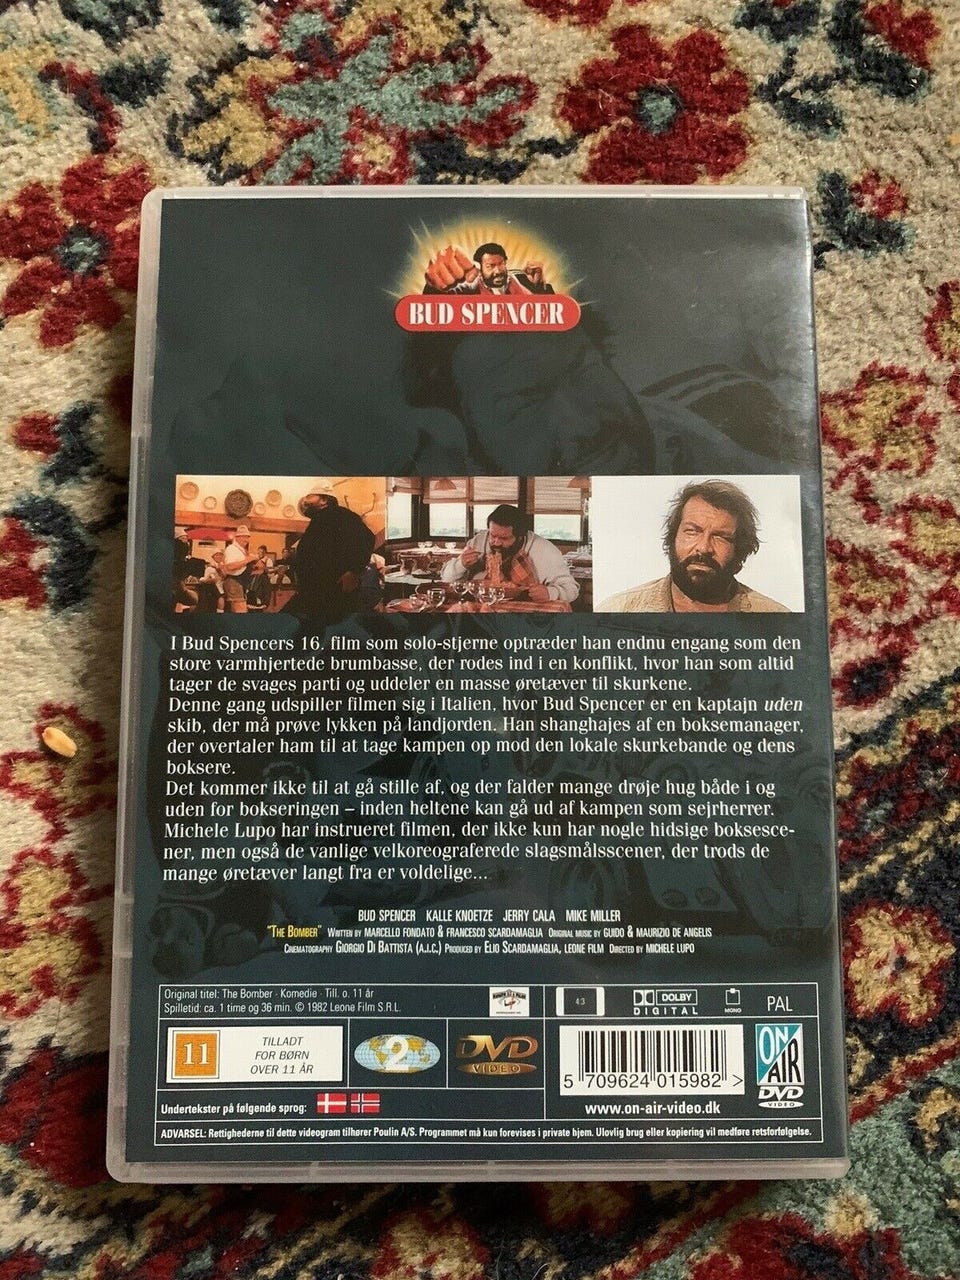 BUD SPENCER
I Bud Spencers 16. film som solo-stjerne optræder han endnu engang som den
store varmhjertede brumbasse, der rodes ind i en konflikt, hvor han som altid
tager de svages parti og uddeler en masse øretæver til skurkene.
Denne gang udspiller filmen sig i Italien, hvor Bud Spencer er en kaptajn uden
skib, der må prøve lykken på landjorden. Han shanghajes af en boksemanager,
der overtaler ham til at tage kampen op mod den lokale skurkebande og dens
boksere.
Det kommer ikke til at gå stille af, og der falder mange drøje hug både i og
uden for bokseringen – inden heltene kan gå ud af kampen som sejrherrer.
Michele Lupo har instrueret filmen, der ikke kun har nogle hidsige boksesce-
ner, men også de vanlige velkoreograferede slagsmålsscener, der trods de
mange øretæver langt fra er voldelige...
BUD SPENCER KALLE KNOETZE JERRY CALA MIKE MILLER
"THE BOMBER" WRITTEN BY MARCELLO FONDATO & FRANCESCO SCARDAMAGLIA ORIGINAL MUSIC BY GUIDO & MAURIZIO DE ANGELIS
CINEMATOGRAPHY GIORGIO DI BATTISTA (A.I.C.) PRODUCED BY ELIO SCARDAMAGLIA, LEONE FILM DIRECTED BY MICHELE LUPO
Original titel: The Bomber · Komedie · Till. o. 11 år
Spilletid: ca. 1 time og 36 min. © 1982 Leone Film S.R.L.
4:3
DOLBY
DIGITAL
MONO
PAL
11
TILLADT
FOR BØRN
OVER 11 ÅR
2
DVD
VIDEO
5 709624 015982 >
www.on-air-video.dk
ON
AIR
DVD
VIDEO
Undertekster på følgende sprog:
ADVARSEL: Rettighederne til dette videogram tilhører Poulin A/S. Programmet må kun forevises i private hjem. Ulovlig brug eller kopiering vil medføre retsforfølgelse.